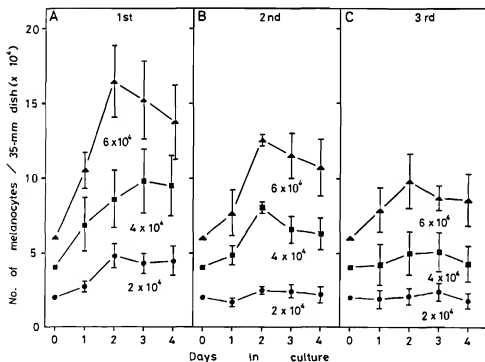 A 1st B 2nd C 3rd
No. of melanocytes / 35-mm dish (x 10⁴)
15
10
5
0
6 x 10⁴
4 x 10⁴
2 x 10⁴
6 x 10⁴
4 x 10⁴
2 x 10⁴
6 x 10⁴
4 x 10⁴
2 x 10⁴
0 1 2 3 4 0 1 2 3 4 0 1 2 3 4
Days in culture